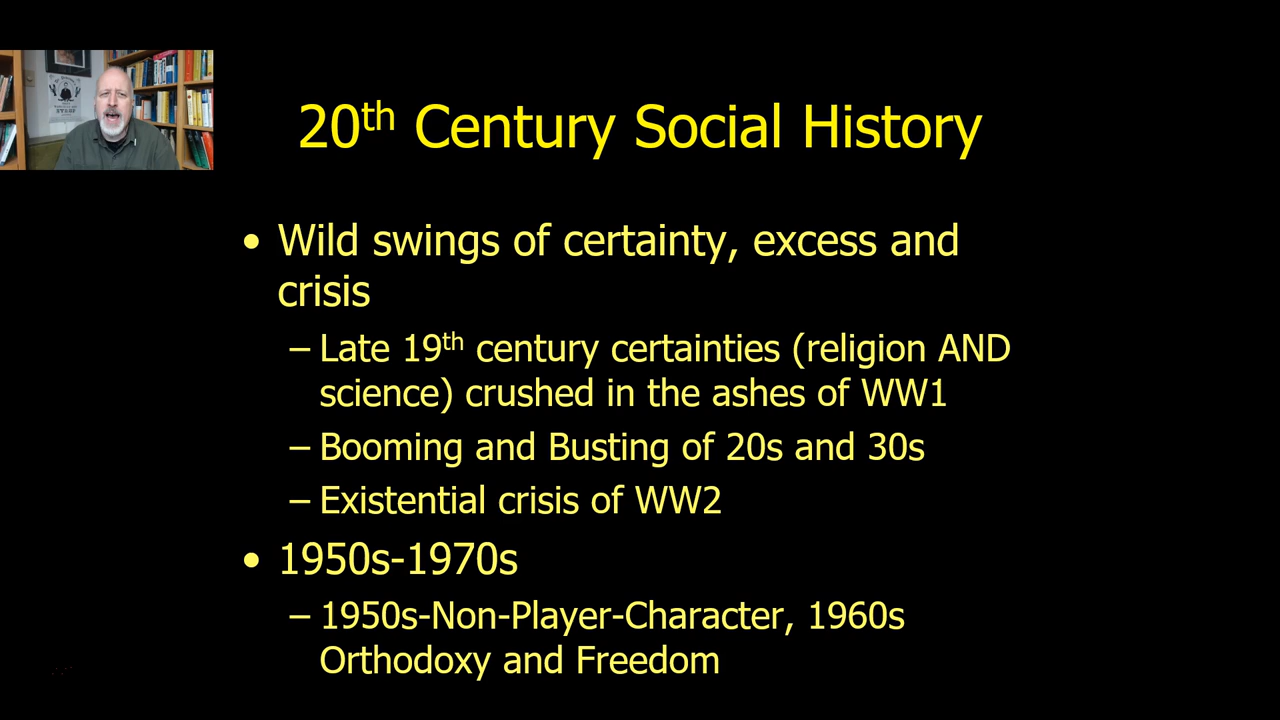 20th Century Social History
• Wild swings of certainty, excess and
crisis
– Late 19th century certainties (religion AND
science) crushed in the ashes of WW1
– Booming and Busting of 20s and 30s
– Existential crisis of WW2
• 1950s-1970s
– 1950s-Non-Player-Character, 1960s
Orthodoxy and Freedom